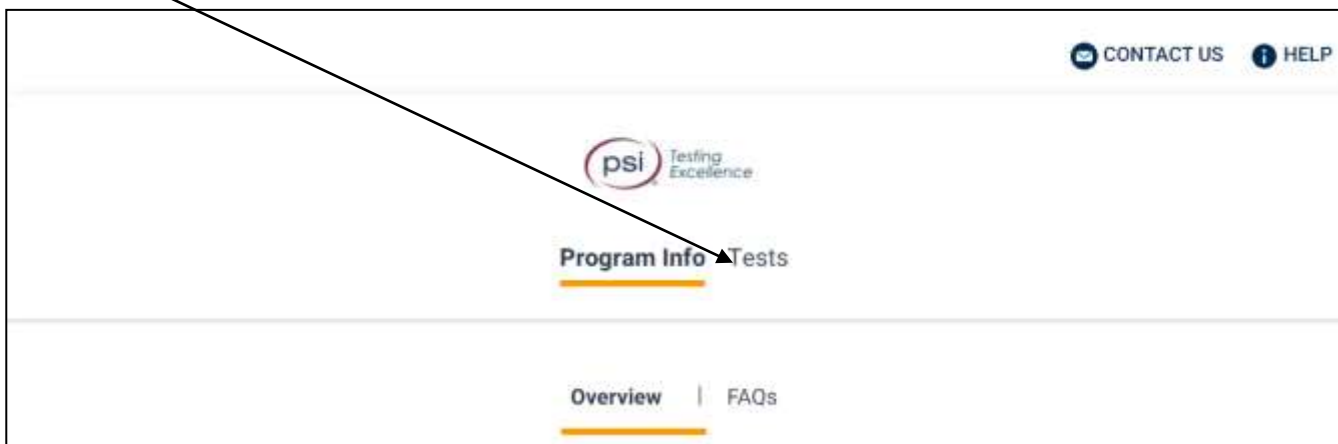 CONTACT US HELP
psi Testing
Excellence
Program Info Tests
Overview | FAQs